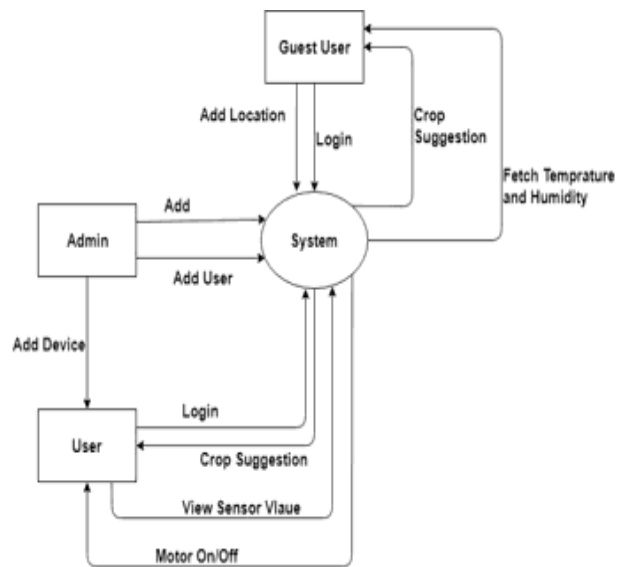 Guest User
Add Location
Login
Crop
Suggestion
Fetch Temprature
and Humidity
Add
Admin
System
Add User
Add Device
Login
User
Crop Suggestion
View Sensor Vlaue
Motor On/Off